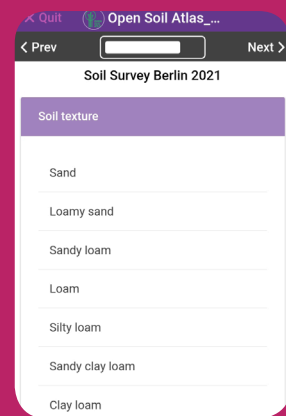 × Quit Open Soil Atlas_...
< Prev Next >
Soil Survey Berlin 2021
Soil texture
Sand
Loamy sand
Sandy loam
Loam
Silty loam
Sandy clay loam
Clay loam